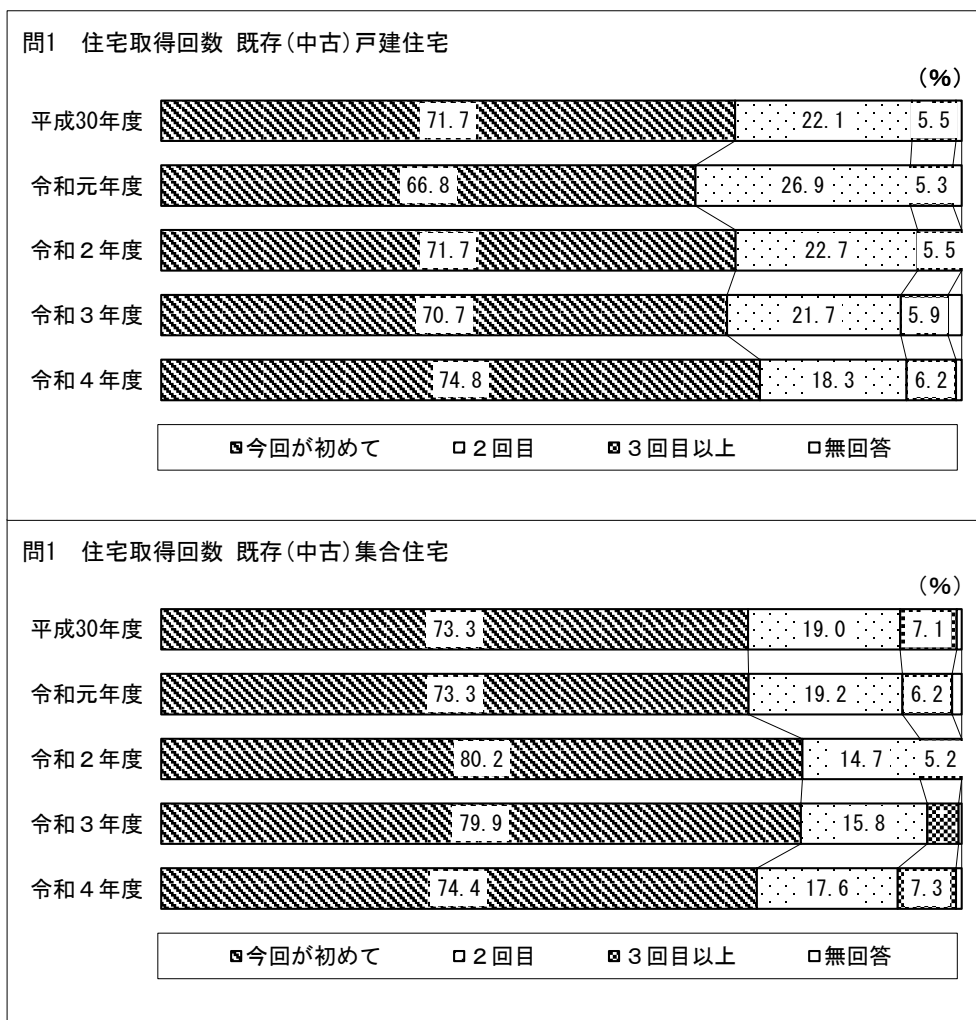 問1　住宅取得回数 既存(中古)戸建住宅
(%)
平成30年度 71.7 22.1 5.5
令和元年度 66.8 26.9 5.3
令和２年度 71.7 22.7 5.5
令和３年度 70.7 21.7 5.9
令和４年度 74.8 18.3 6.2
今回が初めて ２回目 ３回目以上 無回答
問1　住宅取得回数 既存(中古)集合住宅
(%)
平成30年度 73.3 19.0 7.1
令和元年度 73.3 19.2 6.2
令和２年度 80.2 14.7 5.2
令和３年度 79.9 15.8
令和４年度 74.4 17.6 7.3
今回が初めて ２回目 ３回目以上 無回答